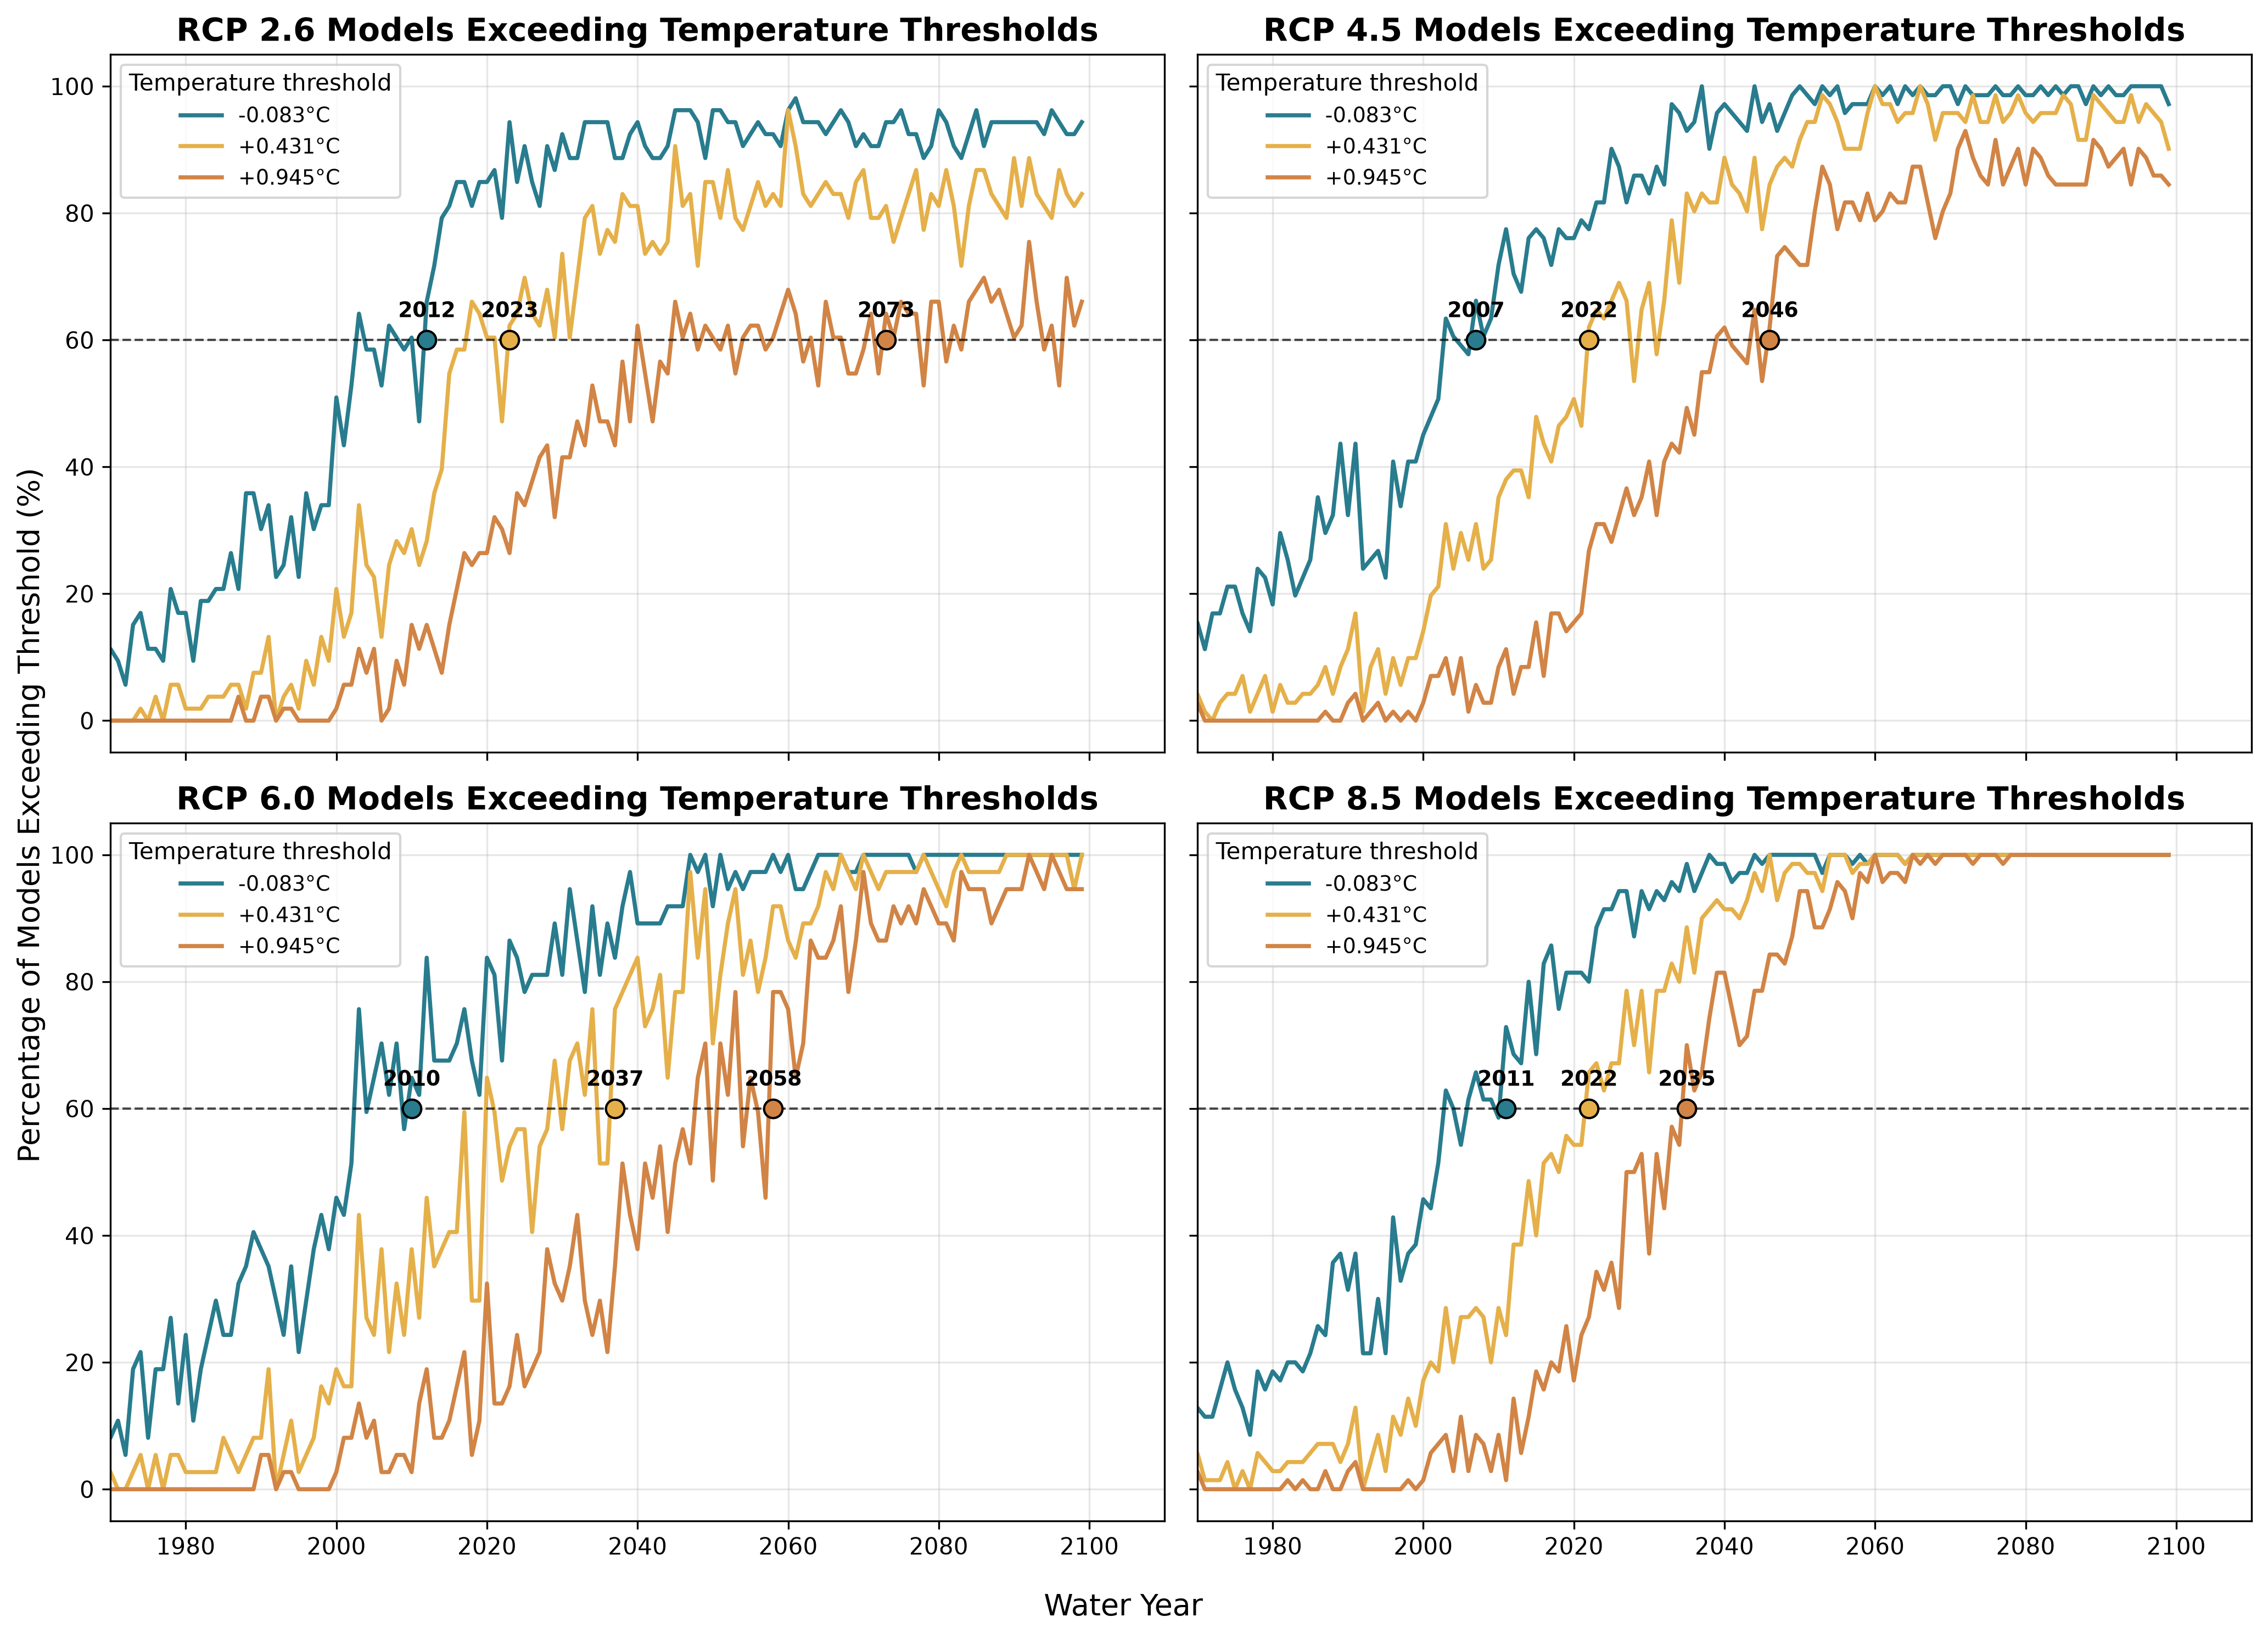 RCP 2.6 Models Exceeding Temperature Thresholds
Temperature threshold
-0.083°C
+0.431°C
+0.945°C
100
80
60
40
20
0
2012
2023
2073
RCP 4.5 Models Exceeding Temperature Thresholds
Temperature threshold
-0.083°C
+0.431°C
+0.945°C
2007
2022
2046
Percentage of Models Exceeding Threshold (%)
RCP 6.0 Models Exceeding Temperature Thresholds
Temperature threshold
-0.083°C
+0.431°C
+0.945°C
100
80
60
40
20
0
2010
2037
2058
1980 2000 2020 2040 2060 2080 2100
RCP 8.5 Models Exceeding Temperature Thresholds
Temperature threshold
-0.083°C
+0.431°C
+0.945°C
2011
2022
2035
1980 2000 2020 2040 2060 2080 2100
Water Year